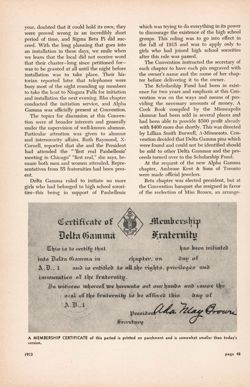 year, doubted that it could hold its own, they
were proved wrong in an incredibly short
period of time, and Sigma Beta Pi did suc-
ceed. With the long planning that goes into
an installation in these days, we smile when
we learn that the local did not receive word
that their charter—long since petitioned for—
was to be granted at all until the night before
installation was to take place. Their his-
torian reported later that telephones were
busy most of the night rounding up members
to take the boat to Niagara Falls for initiation
and installation the next evening. Rho chapter
conducted the initiation service, and Alpha
Gamma was officially present.
The topics for discussion at this Conven-
tion were of broader interests and generally
under the supervision of well-known alumnae.
Particular attention was given to alumnae
and intersorority affairs. Ruth Raymond, X-
Cornell, reported that she and the President
had attended the "'first real Panhellenic'
meeting in Chicago" "first real," she says, be-
cause both men and women attended. Repre-
sentatives from 55 fraternities had been pres-
ent.
Delta Gamma ruled to initiate no more
girls who had belonged to high school soror-
ities—this being in support of Panhellenic
which was trying to do everything in its power
to discourage the existence of the high school
groups. This ruling was to go into effect in
the fall of 1915 and was to apply only to
girls who had joined high school sororities
after this rule was passed.
The Convention instructed the secretary of
each chapter to have each pin engraved with
the owner's name and the name of her chap-
ter before delivering it to the owner.
The Scholarship Fund had been in exist-
ence for two years and emphasis at this Con-
vention was on the ways and means of pro-
viding the necessary amounts of money. A
Cook Book compiled by the Minneapolis
alumnae had been sold in several places and
had been able to provide $500 profit already
with $400 more due shortly. This was donated
by Lillian Smith Boswell, Λ-Minnesota. Con-
vention decided that Delta Gamma pins which
were found and could not be identified should
be sold to other Delta Gammas and the pro-
ceeds turned over to the Scholarship Fund.
At the request of the new Alpha Gamma
chapter, Ambrose Kent & Sons of Toronto
were made official jewelers.
Beta chapter was elected president, but at
the Convention banquet she resigned in favor
of the reelection of Miss Brown, an arrange-
Certificate of Membership
Delta Gamma Fraternity
This is to certify that has been initiated
into Delta Gamma in chapter, on day of
A. D., 1 and is entitled to all the rights, privileges and
immunities of the fraternity.
In witness whereof we hereunto set our hands and cause the
seal of the fraternity to be affixed this day of
A. D., 1
President Ada May Brown
Secretary
A MEMBERSHIP CERTIFICATE of this period is printed on parchment and is somewhat smaller than today's
version.
1913 page 45